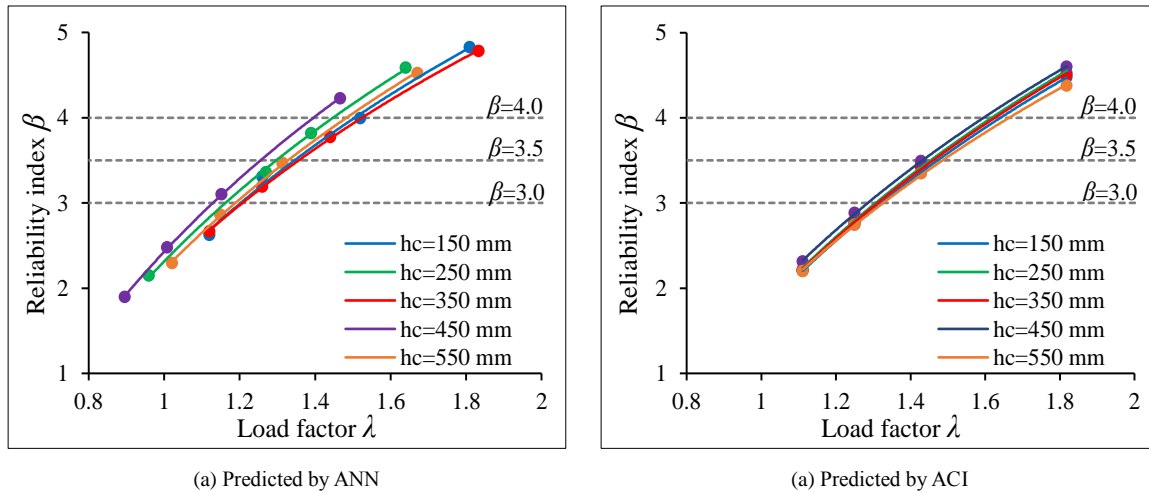 5
4
3
2
1
Reliability index β
β=4.0
β=3.5
β=3.0
hc=150 mm
hc=250 mm
hc=350 mm
hc=450 mm
hc=550 mm
0.8 1 1.2 1.4 1.6 1.8 2
Load factor λ
(a) Predicted by ANN
5
4
3
2
1
Reliability index β
β=4.0
β=3.5
β=3.0
hc=150 mm
hc=250 mm
hc=350 mm
hc=450 mm
hc=550 mm
0.8 1 1.2 1.4 1.6 1.8 2
Load factor λ
(a) Predicted by ACI